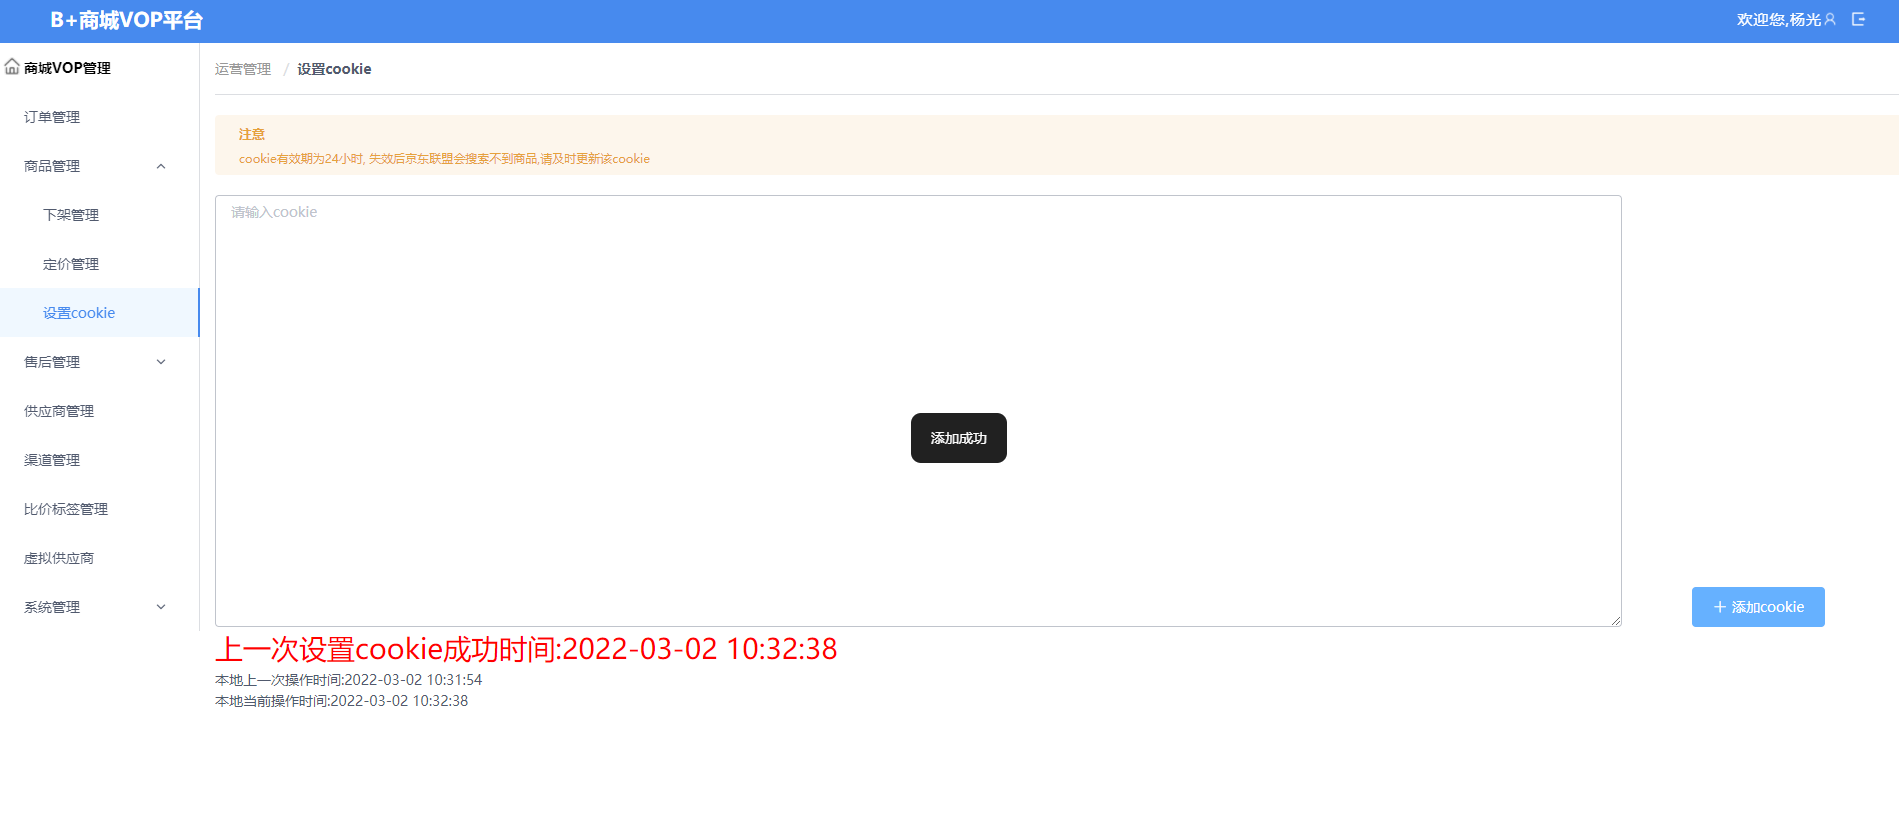 B+商城VOP平台
欢迎您,杨光
商城VOP管理
订单管理
商品管理
下架管理
定价管理
设置cookie
售后管理
供应商管理
渠道管理
比价标签管理
虚拟供应商
系统管理
运营管理 / 设置cookie
注意
cookie有效期为24小时, 失效后京东联盟会搜索不到商品,请及时更新该cookie
请输入cookie
添加成功
添加cookie
上一次设置cookie成功时间:2022-03-02 10:32:38
本地上一次操作时间:2022-03-02 10:31:54
本地当前操作时间:2022-03-02 10:32:38